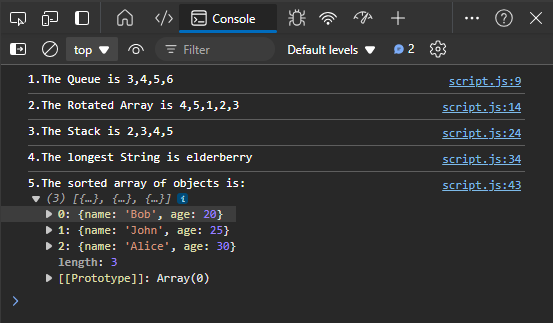 Console
top
Filter
Default levels
2
1.The Queue is 3,4,5,6 script.js:9
2.The Rotated Array is 4,5,1,2,3 script.js:14
3.The Stack is 2,3,4,5 script.js:24
4.The longest String is elderberry script.js:34
5.The sorted array of objects is: script.js:43
(3) [{…}, {…}, {…}] i
0: {name: 'Bob', age: 20}
1: {name: 'John', age: 25}
2: {name: 'Alice', age: 30}
length: 3
[[Prototype]]: Array(0)